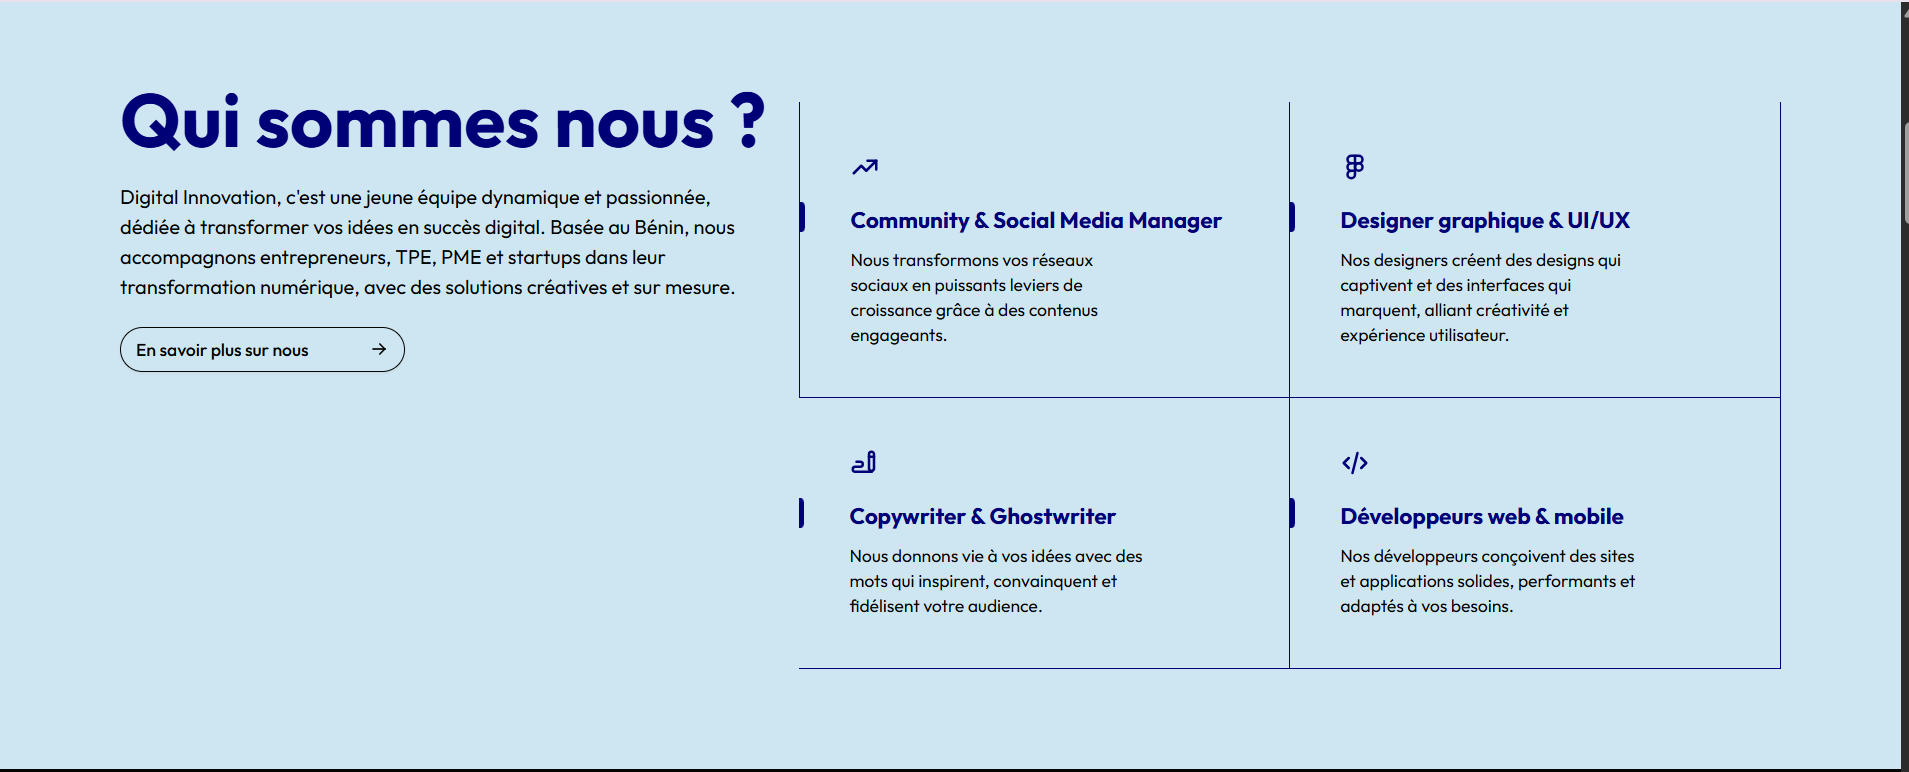 Qui sommes nous ?
Digital Innovation, c'est une jeune équipe dynamique et passionnée,
dédiée à transformer vos idées en succès digital. Basée au Bénin, nous
accompagnons entrepreneurs, TPE, PME et startups dans leur
transformation numérique, avec des solutions créatives et sur mesure.
En savoir plus sur nous
Community & Social Media Manager
Nous transformons vos réseaux
sociaux en puissants leviers de
croissance grâce à des contenus
engageants.
Designer graphique & UI/UX
Nos designers créent des designs qui
captivent et des interfaces qui
marquent, alliant créativité et
expérience utilisateur.
Copywriter & Ghostwriter
Nous donnons vie à vos idées avec des
mots qui inspirent, convainquent et
fidélisent votre audience.
Développeurs web & mobile
Nos développeurs conçoivent des sites
et applications solides, performants et
adaptés à vos besoins.